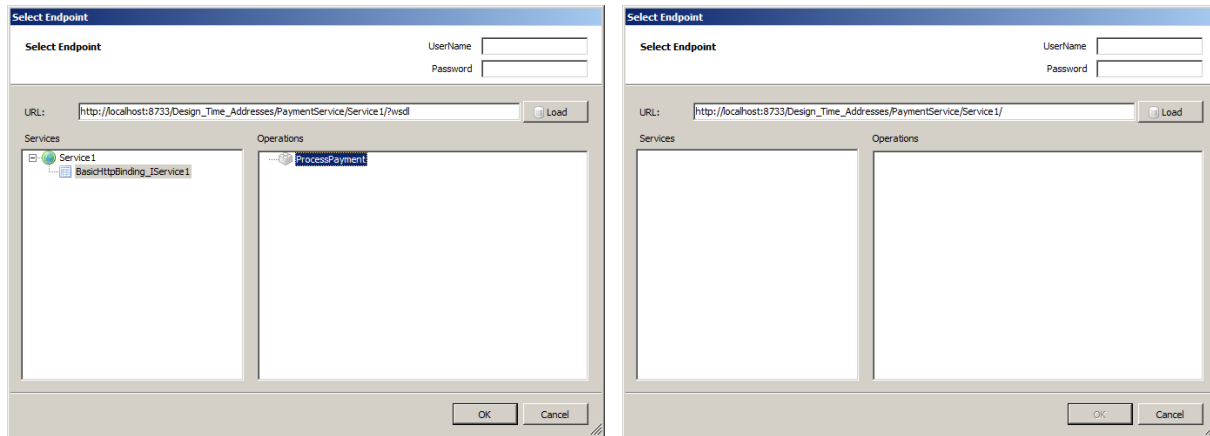 Select Endpoint
Select Endpoint
UserName
Password
URL:
http://localhost:8733/Design_Time_Addresses/PaymentService/Service1/?wsdl
Load
Services
Operations
Service1
BasicHttpBinding_IService1
ProcessPayment
OK
Cancel
Select Endpoint
Select Endpoint
UserName
Password
URL:
http://localhost:8733/Design_Time_Addresses/PaymentService/Service1/
Load
Services
Operations
OK
Cancel